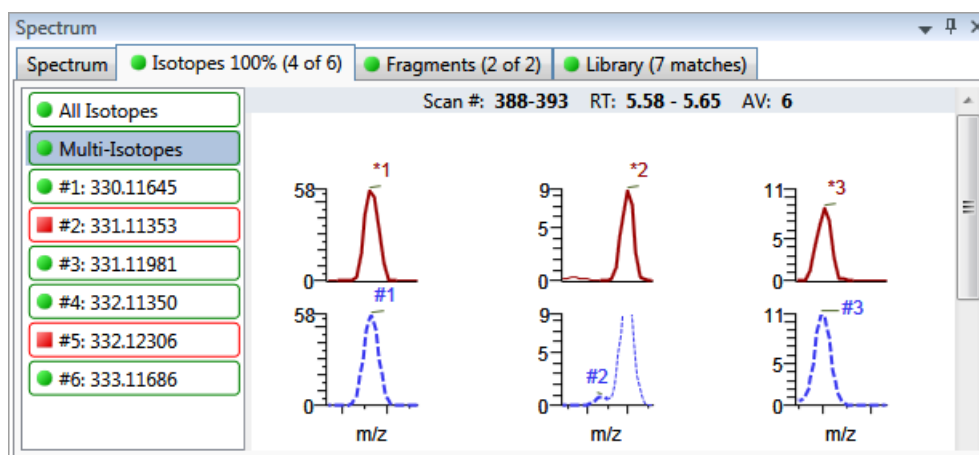 Spectrum
Spectrum Isotopes 100% (4 of 6) Fragments (2 of 2) Library (7 matches)
All Isotopes
Multi-Isotopes
#1: 330.11645
#2: 331.11353
#3: 331.11981
#4: 332.11350
#5: 332.12306
#6: 333.11686
Scan #: 388-393 RT: 5.58 - 5.65 AV: 6
*1 *2 *3
58 9 11
5 5
0 0 0
#1 #2 #3
58 9 11
5 5
0 0 0
m/z m/z m/z